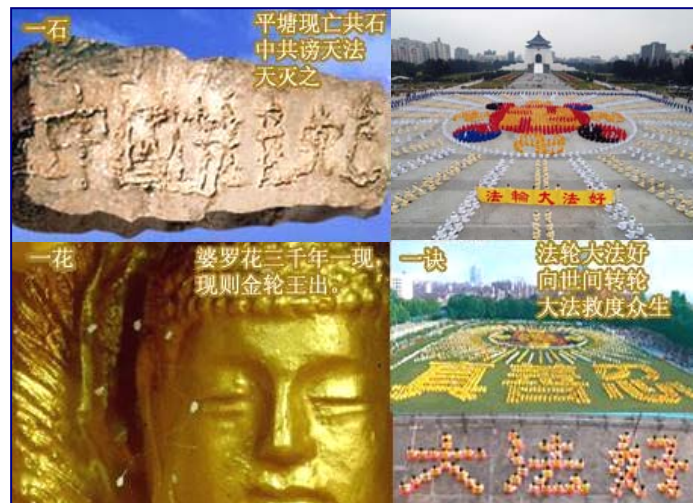 一石
平塘现亡共石
中共谤天法
天灭之
中國
法輪大法好
一花
婆罗花三千年一现,
现则金轮王出。
一诀
法轮大法好
向世间转轮
大法救度众生
真善忍
大法好